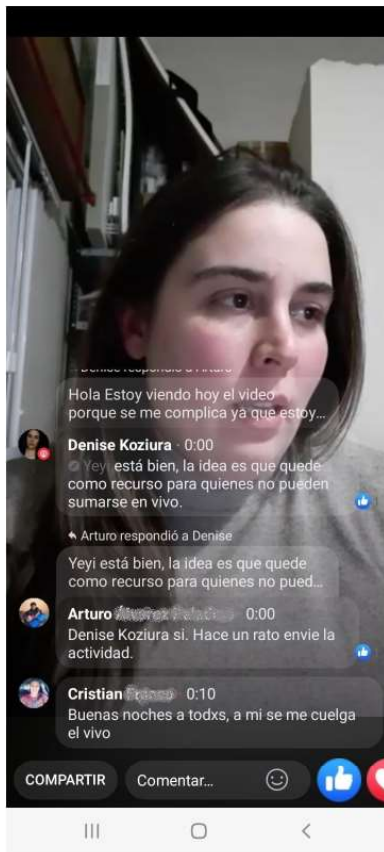 Denise respondió a Arturo
Hola Estoy viendo hoy el video
porque se me complica ya que estoy...
Denise Koziura · 0:00
Yeyi está bien, la idea es que quede
como recurso para quienes no pueden
sumarse en vivo.
Arturo respondió a Denise
Yeyi está bien, la idea es que quede
como recurso para quienes no pued...
Arturo 0:00
Denise Koziura si. Hace un rato envie la
actividad.
Cristian 0:10
Buenas noches a todxs, a mi se me cuelga
el vivo
COMPARTIR
Comentar...